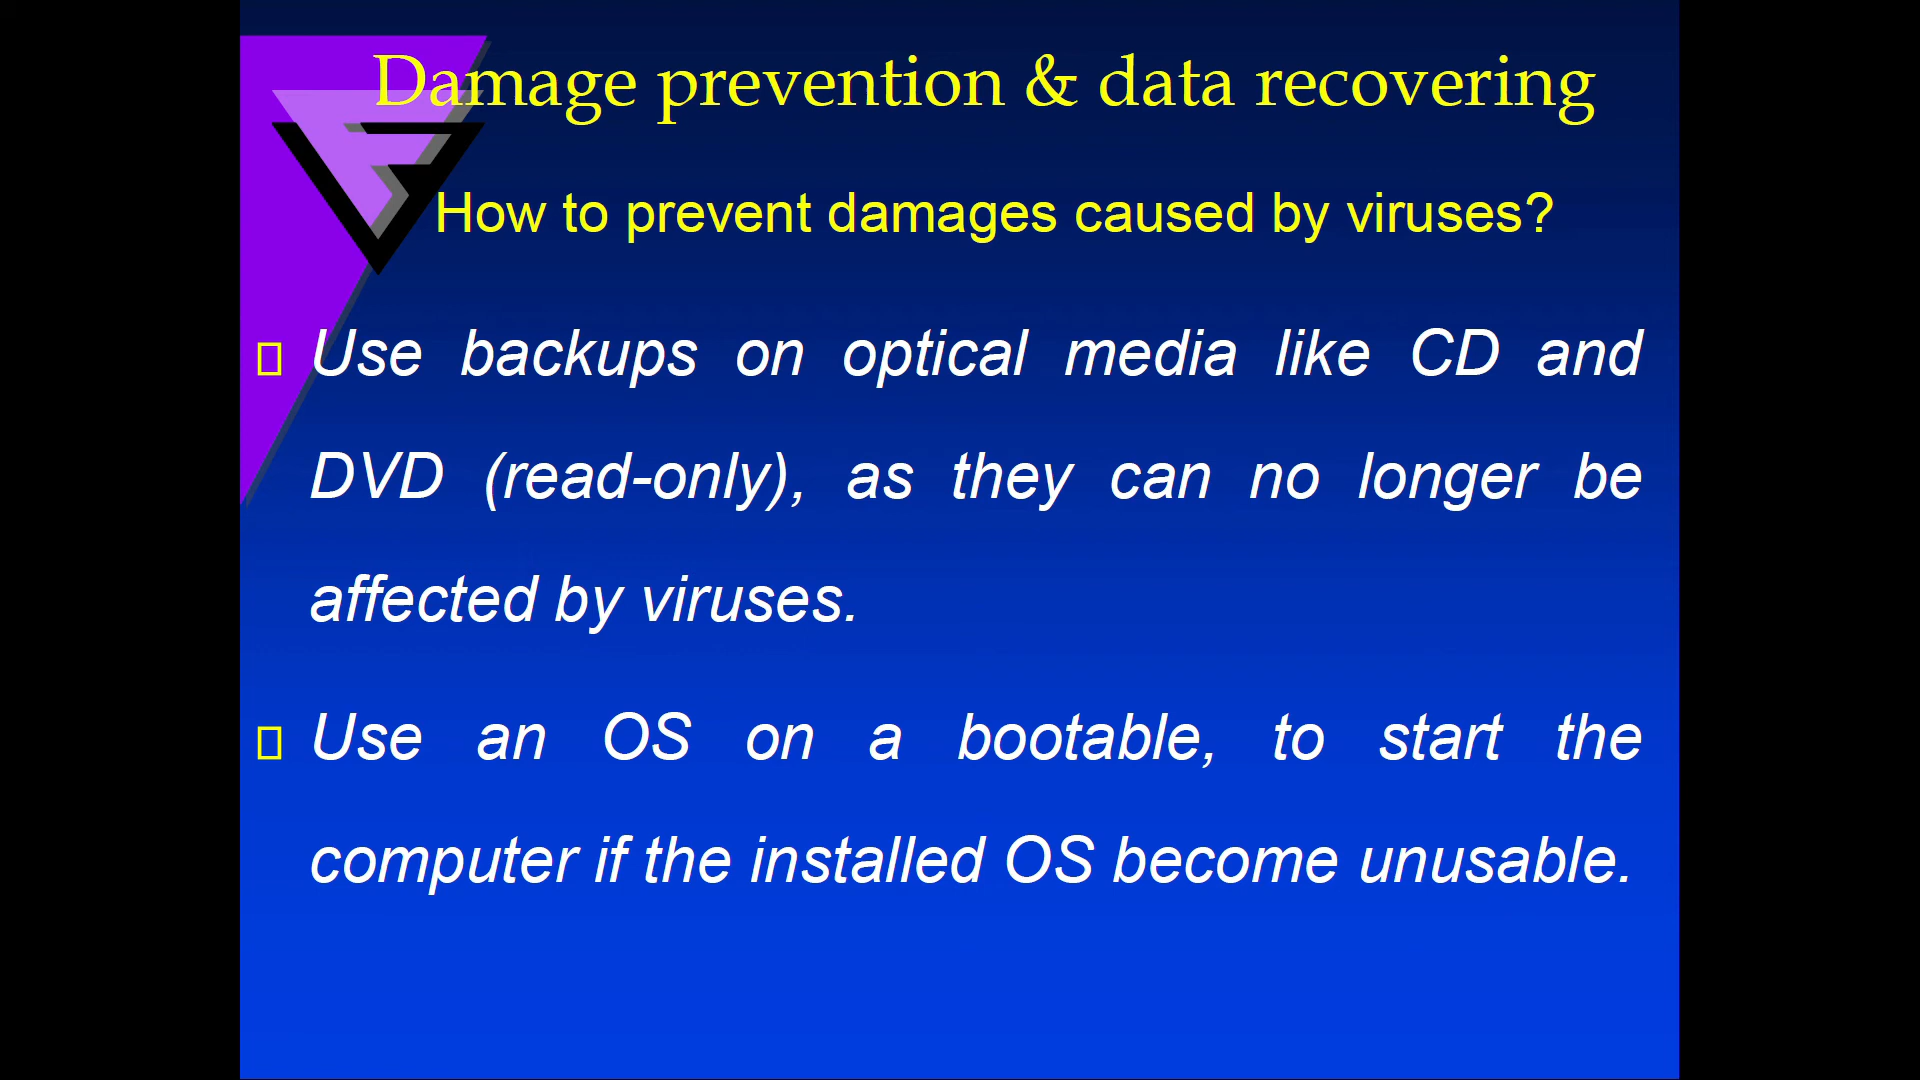 Damage prevention & data recovering
How to prevent damages caused by viruses?
Use backups on optical media like CD and
DVD (read-only), as they can no longer be
affected by viruses.
Use an OS on a bootable, to start the
computer if the installed OS become unusable.